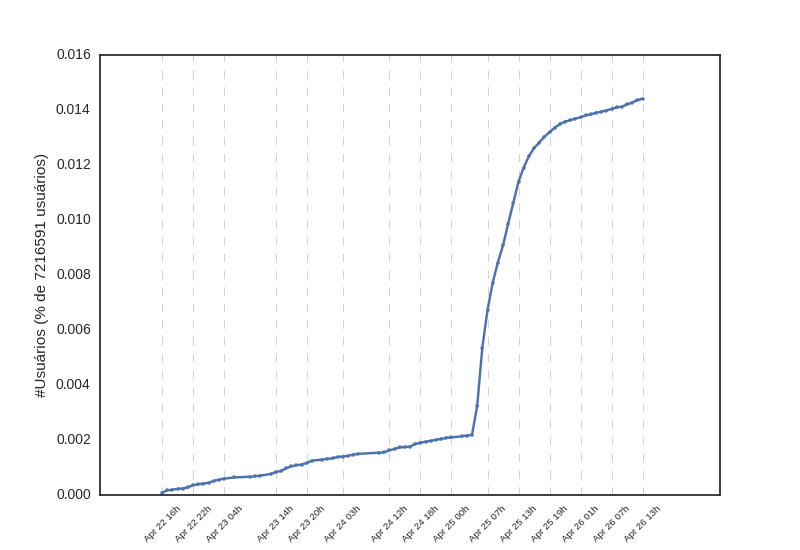 0.016
0.014
0.012
0.010
0.008
0.006
0.004
0.002
0.000
#Usuários (% de 7216591 usuários)
Apr 22 16h
Apr 22 22h
Apr 23 04h
Apr 23 14h
Apr 23 20h
Apr 24 03h
Apr 24 12h
Apr 24 18h
Apr 25 00h
Apr 25 07h
Apr 25 13h
Apr 25 19h
Apr 26 01h
Apr 26 07h
Apr 26 13h